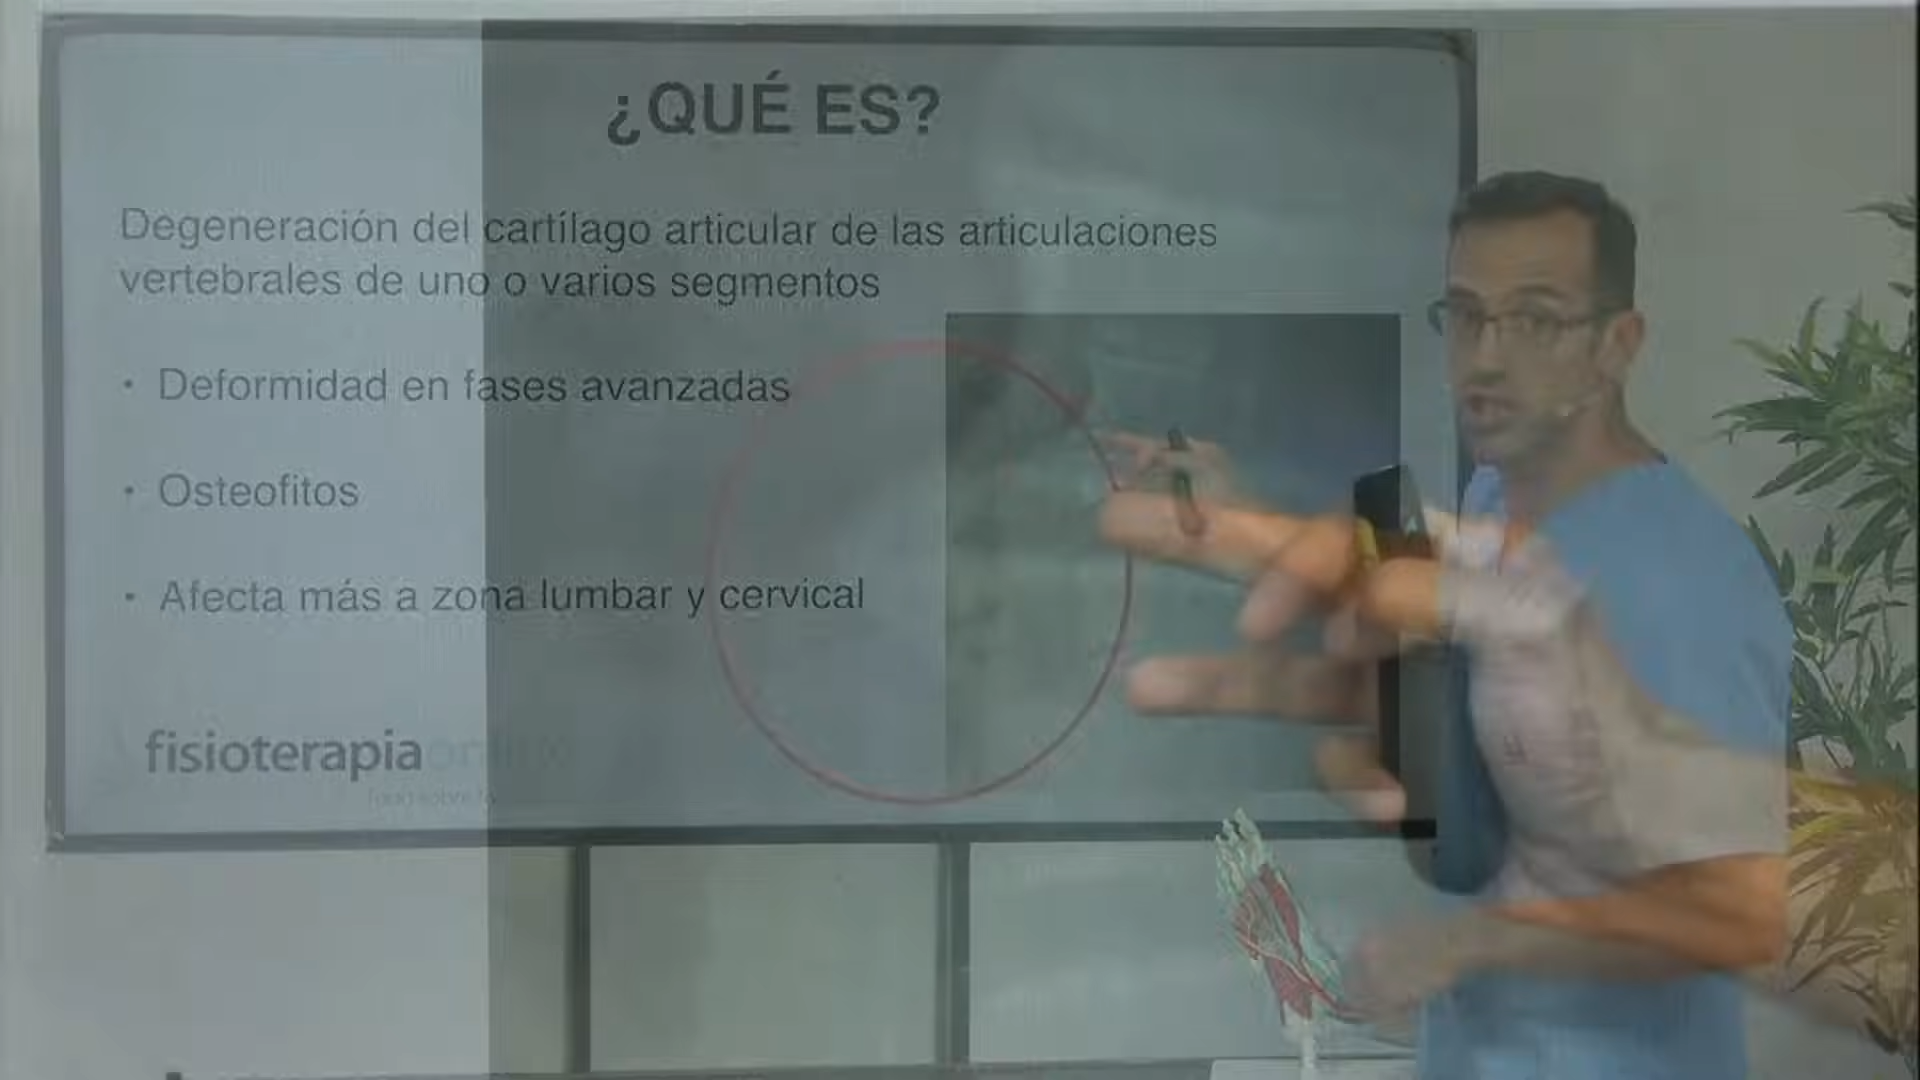 ¿QUÉ ES?
Degeneración del cartílago articular de las articulaciones
vertebrales de uno o varios segmentos
• Deformidad en fases avanzadas
• Osteofitos
• Afecta más a zona lumbar y cervical
fisioterapiaonline